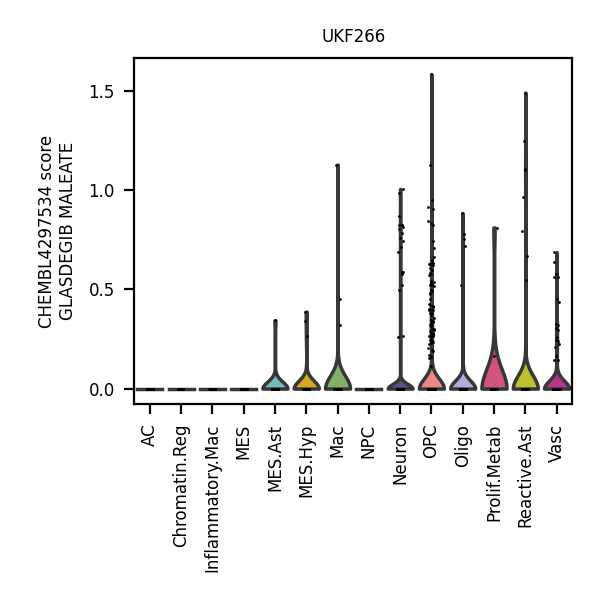 UKF266
CHEMBL4297534 score
GLASDEGIB MALEATE
1.5
1.0
0.5
0.0
AC
Chromatin.Reg
Inflammatory.Mac
MES
MES.Ast
MES.Hyp
Mac
NPC
Neuron
OPC
Oligo
Prolif.Metab
Reactive.Ast
Vasc